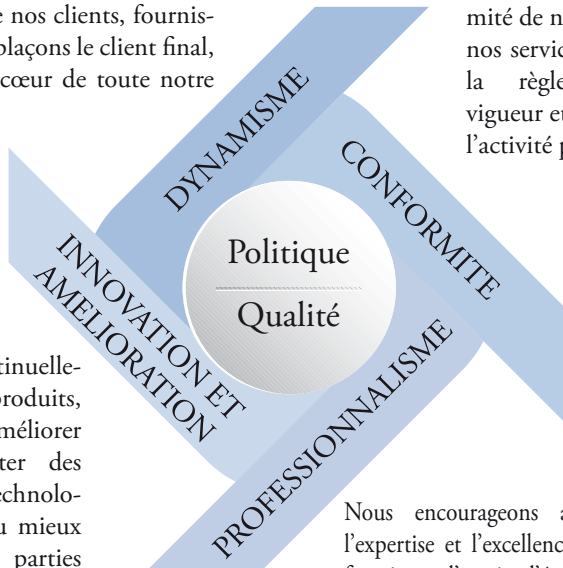 e nos clients, fournis-
plaçons le client final,
cœur de toute notre
mité de n
nos servic
la règle
vigueur et
l'activité p
DYNAMISME
CONFORMITE
Politique
Qualité
INNOVATION ET
AMELIORATION
PROFESSIONNALISME
tinuelle-
produits,
méliorer
ter des
echnolo-
u mieux
parties
Nous encourageons a
l'expertise et l'excellenc